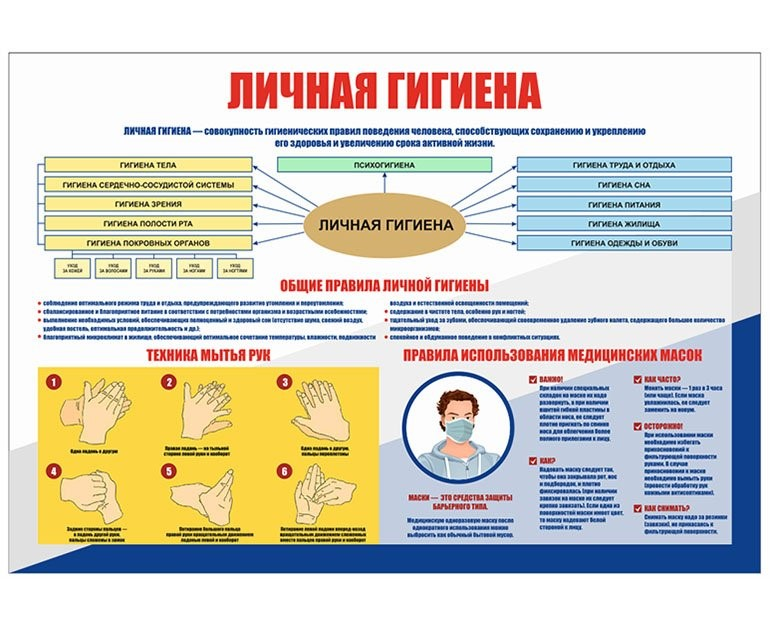 ЛИЧНАЯ ГИГИЕНА
ЛИЧНАЯ ГИГИЕНА — совокупность гигиенических правил поведения человека, способствующих сохранению и укреплению
его здоровья и увеличению срока активной жизни.
ГИГИЕНА ТЕЛА
ГИГИЕНА СЕРДЕЧНО-СОСУДИСТОЙ СИСТЕМЫ
ГИГИЕНА ЗРЕНИЯ
ГИГИЕНА ПОЛОСТИ РТА
ГИГИЕНА ПОКРОВНЫХ ОРГАНОВ
УХОД
ЗА КОЖЕЙ
УХОД
ЗА ВОЛОСАМИ
УХОД
ЗА РУКАМИ
УХОД
ЗА НОГАМИ
УХОД
ЗА НОГТЯМИ
ПСИХОГИГИЕНА
ЛИЧНАЯ ГИГИЕНА
ГИГИЕНА ТРУДА И ОТДЫХА
ГИГИЕНА СНА
ГИГИЕНА ПИТАНИЯ
ГИГИЕНА ЖИЛИЩА
ГИГИЕНА ОДЕЖДЫ И ОБУВИ
ОБЩИЕ ПРАВИЛА ЛИЧНОЙ ГИГИЕНЫ
• соблюдение оптимального режима труда и отдыха, предупреждающего развитие утомления и переутомления;
• сбалансированное и благоприятное питание в соответствии с потребностями организма и возрастными особенностями;
• выполнение необходимых условий, обеспечивающих полноценный и здоровый сон (отсутствие шума, свежий воздух,
удобная постель, оптимальная продолжительность и др.);
• благоприятный микроклимат в жилище, обеспечивающий оптимальное сочетание температуры, влажности, подвижности
воздуха и естественной освещенности помещений;
• содержание в чистоте тела, особенно рук и ногтей;
• тщательный уход за зубами, обеспечивающий своевременное удаление зубного налета, содержащего большое количество
микроорганизмов;
• спокойное и обдуманное поведение в конфликтных ситуациях.
ТЕХНИКА МЫТЬЯ РУК
1
Одна ладонь о другую
2
Правая ладонь — по тыльной
стороне левой руки и наоборот
3
Одна ладонь о другую,
пальцы переплетены
4
Задние стороны пальцев —
о ладонь другой руки,
пальцы сложены в замок
5
Потирание большого пальца
правой руки вращательным движением
ладонью левой и наоборот
6
Потирание левой ладони вперед-назад
вращательным движением сложенных
вместе пальцев правой руки и наоборот
ПРАВИЛА ИСПОЛЬЗОВАНИЯ МЕДИЦИНСКИХ МАСОК
МАСКИ — ЭТО СРЕДСТВА ЗАЩИТЫ
БАРЬЕРНОГО ТИПА.
Медицинскую одноразовую маску после
однократного использования можно
выбросить как обычный бытовой мусор.
ВАЖНО!
При наличии специальных
складок на маске их надо
развернуть, а при наличии
вшитой гибкой пластины в
области носа, ее следует
плотно пригнать по спинке
носа для обеспечения более
полного прилегания к лицу.
КАК?
Надевать маску следует так,
чтобы она закрывала рот, нос
и подбородок, и плотно
фиксировалась (при наличии
завязок на маске их следует
крепко завязать). Если одна из
поверхностей маски имеет цвет,
то маску надевают белой
стороной к лицу.
КАК ЧАСТО?
Менять маски — 1 раз в 3 часа
(или чаще). Если маска
увлажнилась, ее следует
заменить на новую.
ОСТОРОЖНО!
При использовании маски
необходимо избегать
прикосновений к
фильтрующей поверхности
руками. В случае
прикосновения к маске
необходимо вымыть руки
(провести обработку рук
кожными антисептиками).
КАК СНИМАТЬ?
Снимать маску надо за резинки
(завязки), не прикасаясь к
фильтрующей поверхности.